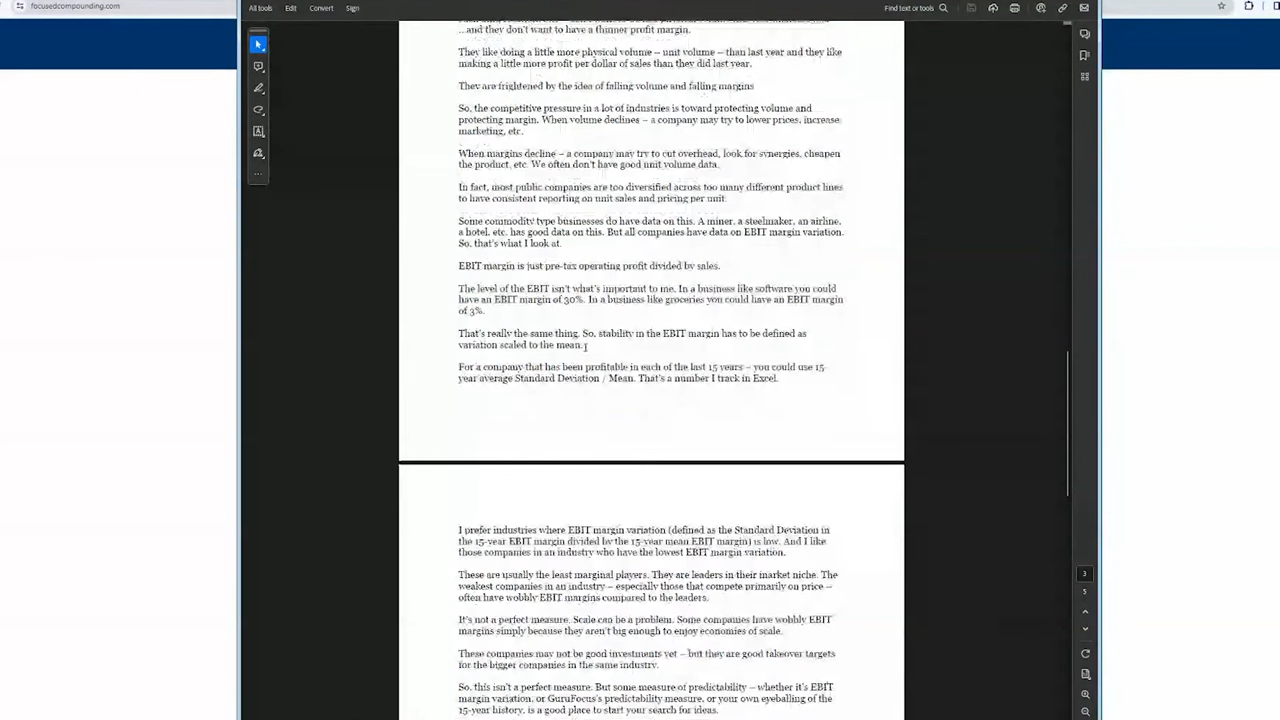 focusedcompounding.com
All tools Edit Convert Sign Find text or tools
...and they don't want to have a thinner profit margin.
They like doing a little more physical volume – unit volume – than last year and they like
making a little more profit per dollar of sales than they did last year.
They are frightened by the idea of falling volume and falling margins
So, the competitive pressure in a lot of industries is toward protecting volume and
protecting margin. When volume declines – a company may try to lower prices, increase
marketing, etc.
When margins decline – a company may try to cut overhead, look for synergies, cheapen
the product, etc. We often don't have good unit volume data.
In fact, most public companies are too diversified across too many different product lines
to have consistent reporting on unit sales and pricing per unit
Some commodity type businesses do have data on this. A miner, a steelmaker, an airline,
a hotel, etc. has good data on this. But all companies have data on EBIT margin variation.
So, that's what I look at.
EBIT margin is just pre-tax operating profit divided by sales.
The level of the EBIT isn't what's important to me. In a business like software you could
have an EBIT margin of 30%. In a business like groceries you could have an EBIT margin
of 3%.
That's really the same thing. So, stability in the EBIT margin has to be defined as
variation scaled to the mean.
For a company that has been profitable in each of the last 15 years – you could use 15-
year average Standard Deviation / Mean. That's a number I track in Excel.
I prefer industries where EBIT margin variation (defined as the Standard Deviation in
the 15-year EBIT margin divided by the 15-year mean EBIT margin) is low. And I like
those companies in an industry who have the lowest EBIT margin variation.
3
These are usually the least marginal players. They are leaders in their market niche. The
weakest companies in an industry – especially those that compete primarily on price –
5
often have wobbly EBIT margins compared to the leaders.
It's not a perfect measure. Scale can be a problem. Some companies have wobbly EBIT
margins simply because they aren't big enough to enjoy economies of scale.
These companies may not be good investments yet – but they are good takeover targets
for the bigger companies in the same industry.
So, this isn't a perfect measure. But some measure of predictability – whether it's EBIT
margin variation, or GuruFocus's predictability measure, or your own eyeballing of the
15-year history, is a good place to start your search for ideas.